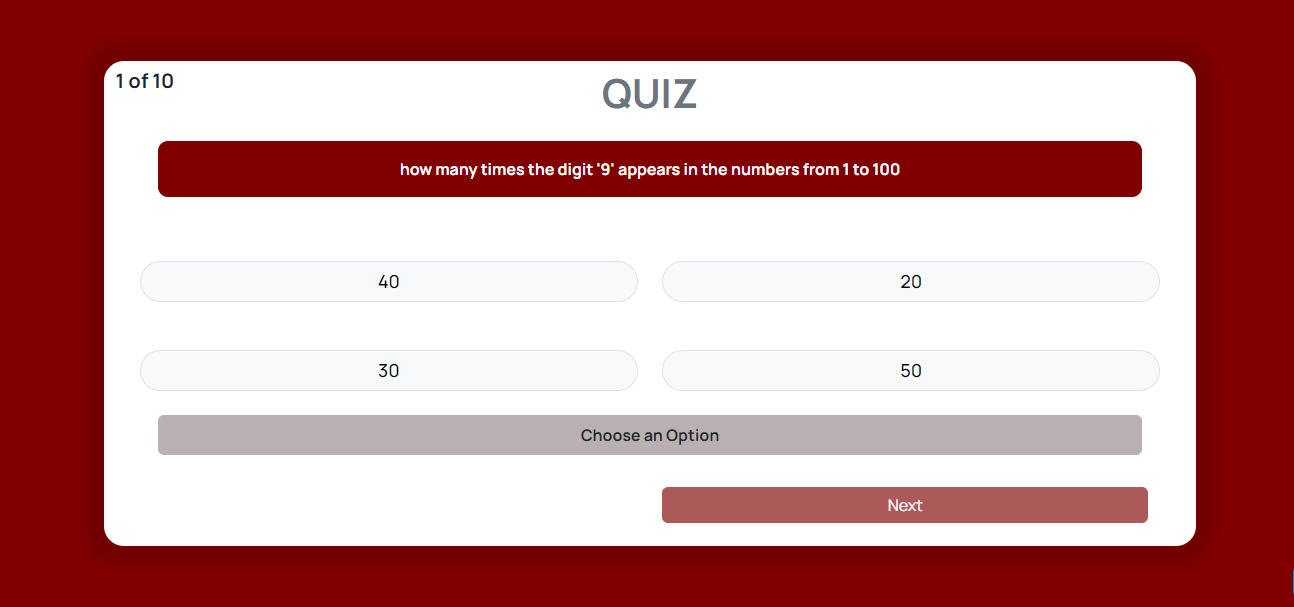 1 of 10
QUIZ
how many times the digit '9' appears in the numbers from 1 to 100
40
20
30
50
Choose an Option
Next